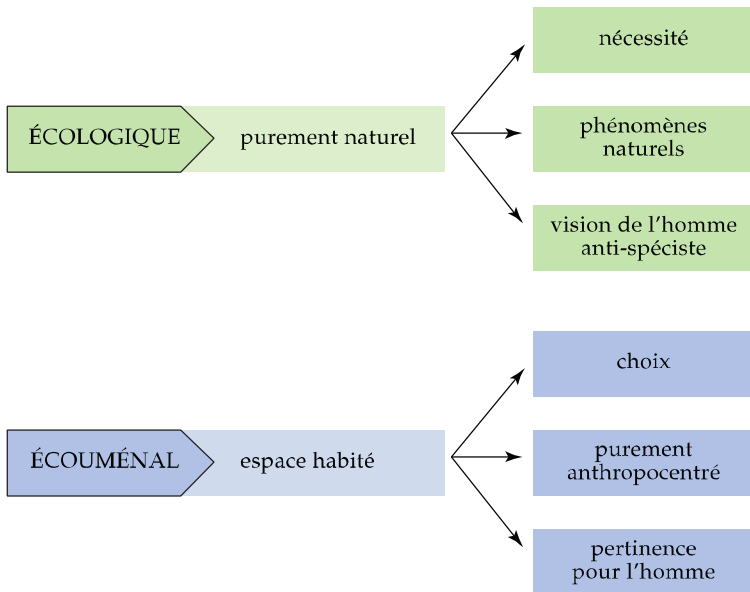 nécessité
ÉCOLOGIQUE
purement naturel
phénomènes
naturels
vision de l’homme
anti-spéciste
choix
ÉCOUMÉNAL
espace habité
purement
anthropocentré
pertinence
pour l’homme